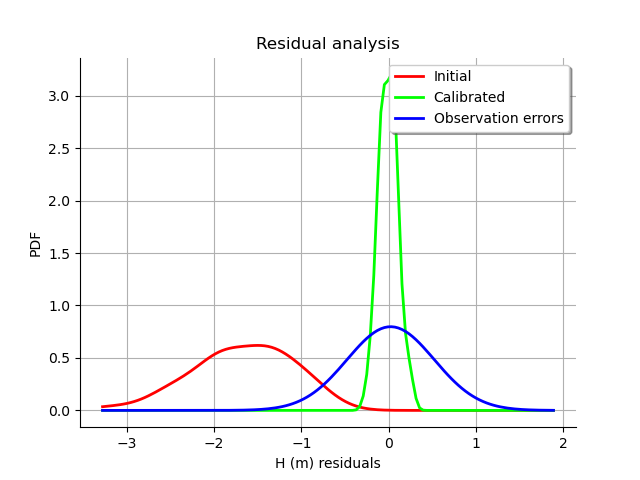 Residual analysis
Initial
Calibrated
Observation errors
3.0
2.5
2.0
1.5
1.0
0.5
0.0
PDF
−3 −2 −1 0 1 2
H (m) residuals